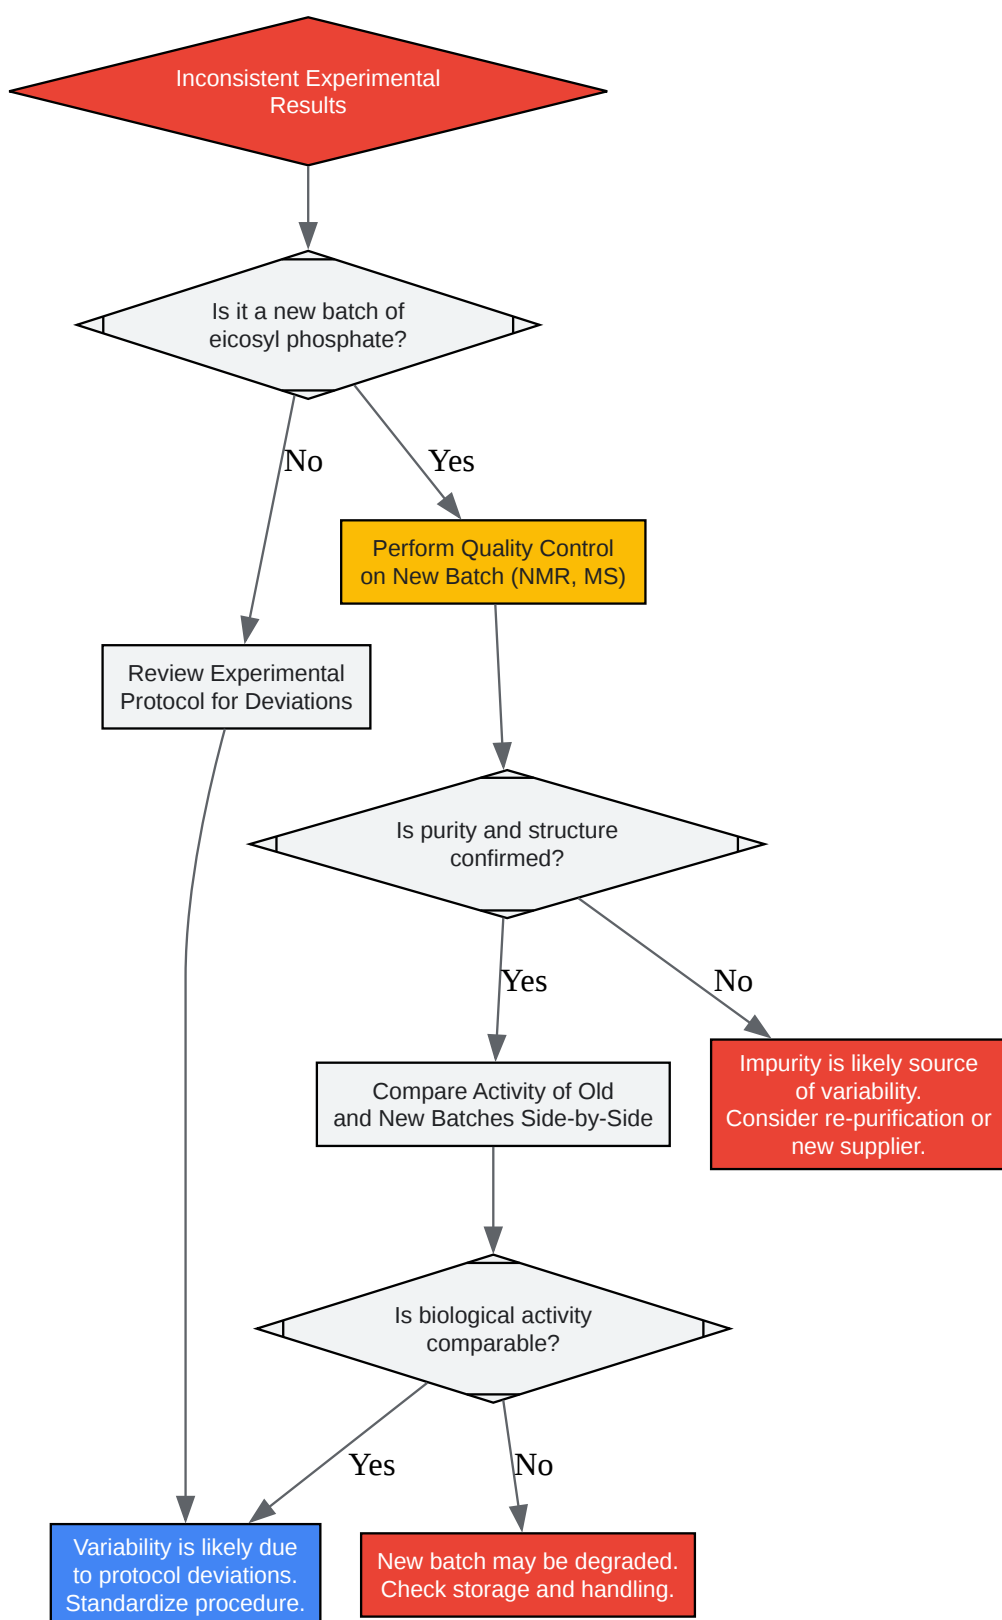 Inconsistent Experimental
Results
Is it a new batch of
eicosyl phosphate?
No
Yes
Perform Quality Control
on New Batch (NMR, MS)
Review Experimental
Protocol for Deviations
Is purity and structure
confirmed?
Yes
No
Compare Activity of Old
and New Batches Side-by-Side
Impurity is likely source
of variability.
Consider re-purification or
new supplier.
Is biological activity
comparable?
Yes
No
Variability is likely due
to protocol deviations.
Standardize procedure.
New batch may be degraded.
Check storage and handling.